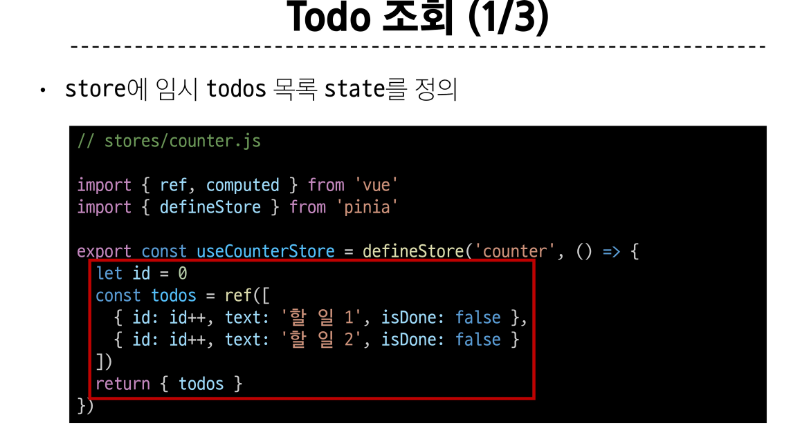 Todo 조회 (1/3)
• store에 임시 todos 목록 state를 정의
// stores/counter.js
import { ref, computed } from 'vue'
import { defineStore } from 'pinia'
export const useCounterStore = defineStore('counter', () => {
let id = 0
const todos = ref([
{ id: id++, text: '할 일 1', isDone: false },
{ id: id++, text: '할 일 2', isDone: false }
])
return { todos }
})